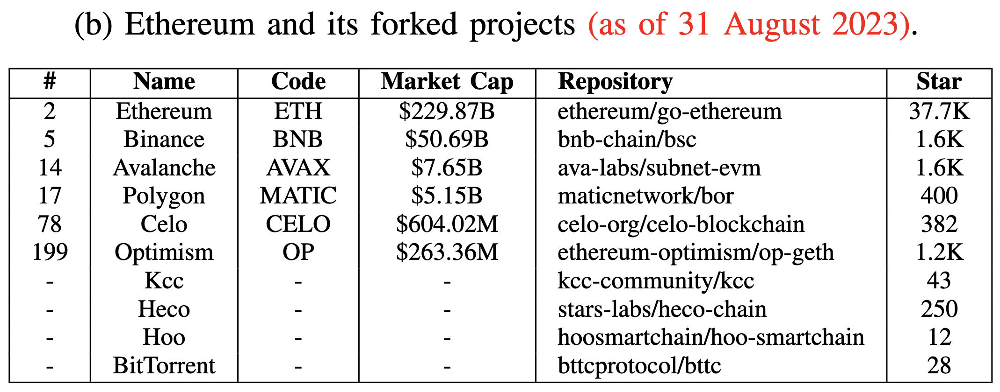 (b) Ethereum and its forked projects (as of 31 August 2023).
# Name Code Market Cap Repository Star
2 Ethereum ETH $229.87B ethereum/go-ethereum 37.7K
5 Binance BNB $50.69B bnb-chain/bsc 1.6K
14 Avalanche AVAX $7.65B ava-labs/subnet-evm 1.6K
17 Polygon MATIC $5.15B maticnetwork/bor 400
78 Celo CELO $604.02M celo-org/celo-blockchain 382
199 Optimism OP $263.36M ethereum-optimism/op-geth 1.2K
- Kcc - - kcc-community/kcc 43
- Heco - - stars-labs/heco-chain 250
- Hoo - - hoosmartchain/hoo-smartchain 12
- BitTorrent - - bttcprotocol/bttc 28